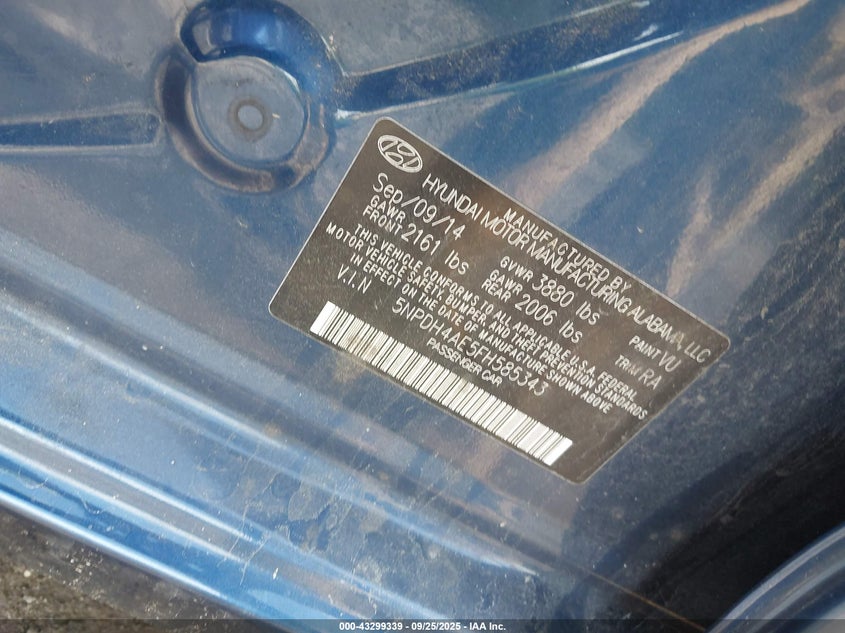 MANUFACTURED BY
HYUNDAI MOTOR MANUFACTURING ALABAMA, LLC
Sep/09/14 GVWR 3880 lbs PAINT VU
GAWR FRONT 2161 lbs GAWR REAR 2006 lbs TRIM RA
THIS VEHICLE CONFORMS TO ALL APPLICABLE U.S.A. FEDERAL
MOTOR VEHICLE SAFETY, BUMPER, AND THEFT PREVENTION STANDARDS
IN EFFECT ON THE DATE OF MANUFACTURE SHOWN ABOVE
V.I.N 5NPDH4AE5FH585343
PASSENGER CAR
000-43299339 - 09/25/2025 - IAA Inc.